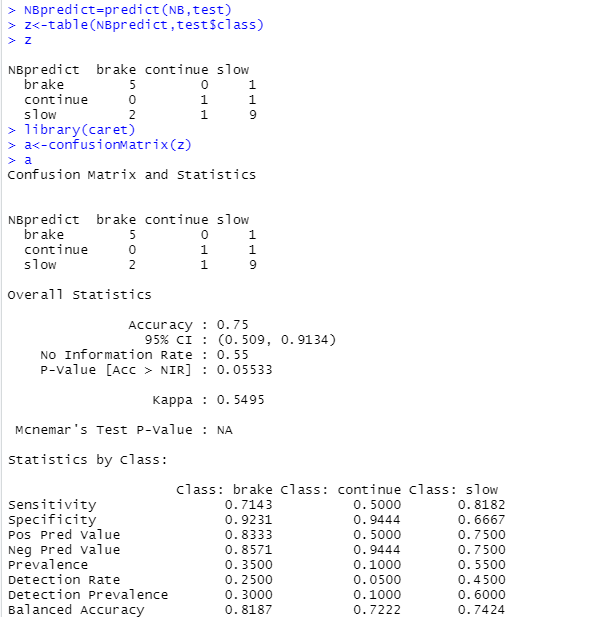 > NBpredict=predict(NB,test)
> z<-table(NBpredict,test$class)
> z
NBpredict  brake continue slow
  brake        5        0    1
  continue     0        1    1
  slow         2        1    9
> library(caret)
> a<-confusionMatrix(z)
> a
Confusion Matrix and Statistics
NBpredict  brake continue slow
  brake        5        0    1
  continue     0        1    1
  slow         2        1    9
Overall Statistics
               Accuracy : 0.75
                 95% CI : (0.509, 0.9134)
    No Information Rate : 0.55
    P-Value [Acc > NIR] : 0.05533
                  Kappa : 0.5495
 Mcnemar's Test P-Value : NA
Statistics by Class:
                     Class: brake Class: continue Class: slow
Sensitivity                0.7143          0.5000      0.8182
Specificity                0.9231          0.9444      0.6667
Pos Pred Value             0.8333          0.5000      0.7500
Neg Pred Value             0.8571          0.9444      0.7500
Prevalence                 0.3500          0.1000      0.5500
Detection Rate             0.2500          0.0500      0.4500
Detection Prevalence       0.3000          0.1000      0.6000
Balanced Accuracy          0.8187          0.7222      0.7424